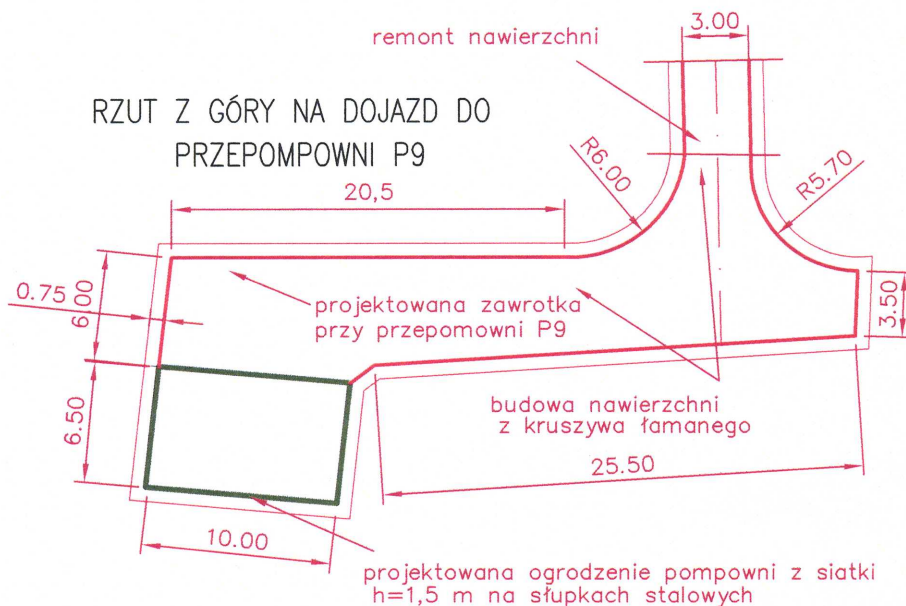 3.00
remont nawierzchni
RZUT Z GÓRY NA DOJAZD DO
PRZEPOMPOWNI P9
R6.00
R5.70
20,5
0.75
6.00
projektowana zawrotka
przy przepomowni P9
3.50
6.50
budowa nawierzchni
z kruszywa łamanego
25.50
10.00
projektowana ogrodzenie pompowni z siatki
h=1,5 m na słupkach stalowych